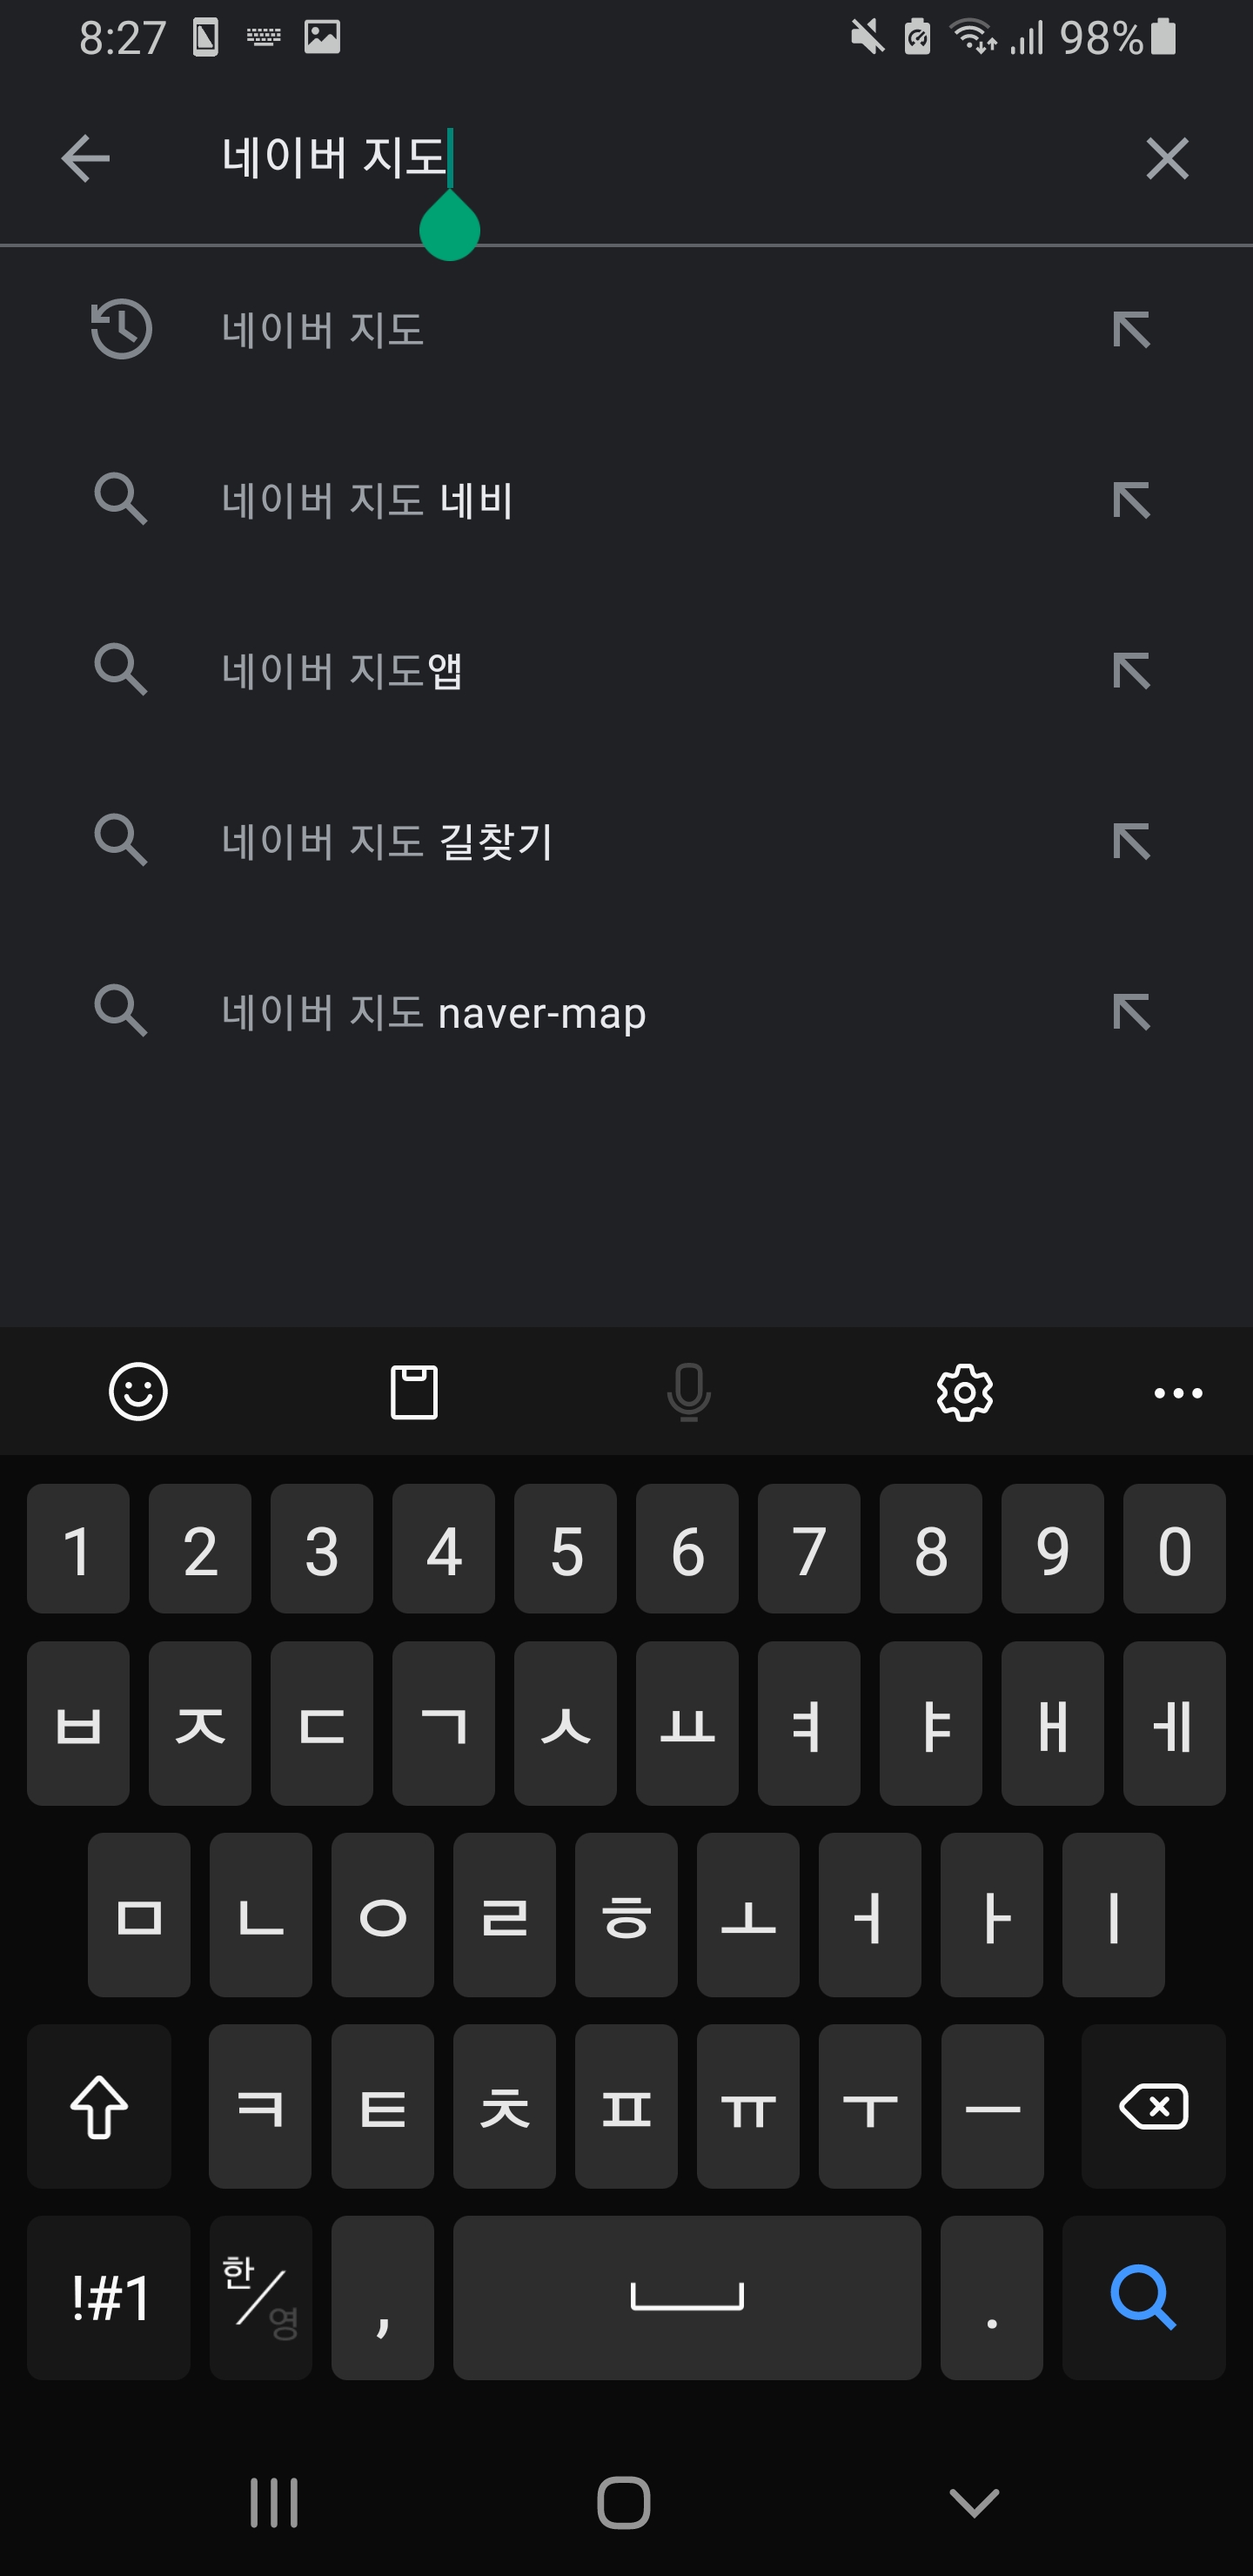 8:27 98%
네이버 지도
네이버 지도
네이버 지도 네비
네이버 지도앱
네이버 지도 길찾기
네이버 지도 naver-map
1 2 3 4 5 6 7 8 9 0
ㅂ ㅈ ㄷ ㄱ ㅅ ㅛ ㅕ ㅑ ㅐ ㅔ
ㅁ ㄴ ㅇ ㄹ ㅎ ㅗ ㅓ ㅏ ㅣ
ㅋ ㅌ ㅊ ㅍ ㅠ ㅜ ㅡ
!#1 한/영 , .